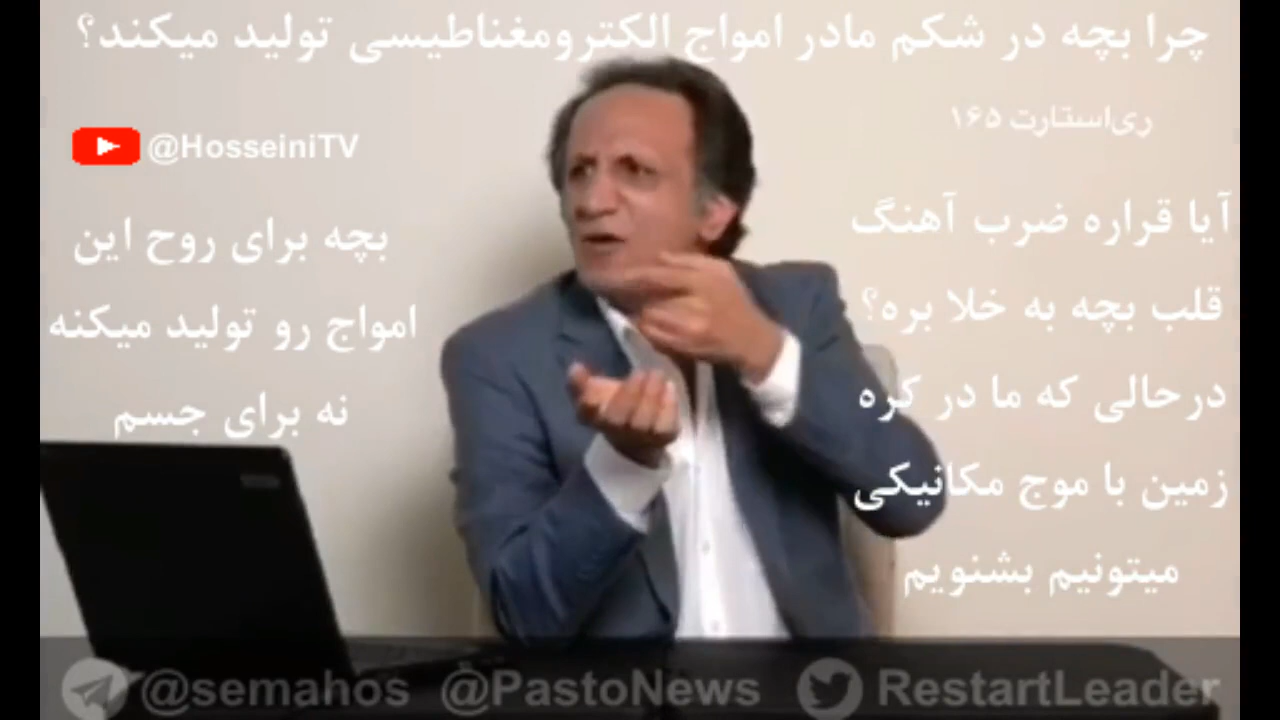 چرا بچه در شکم مادر امواج الکترومغناطیسی تولید میکند؟
ری‌استارت ۱۶۵
@HosseiniTV
آیا قراره ضرب آهنگ
قلب بچه به خلا بره؟
درحالی که ما در کره
زمین با موج مکانیکی
میتونیم بشنویم
بچه برای روح این
امواج رو تولید میکنه
نه برای جسم
@semahos @PastoNews RestartLeader